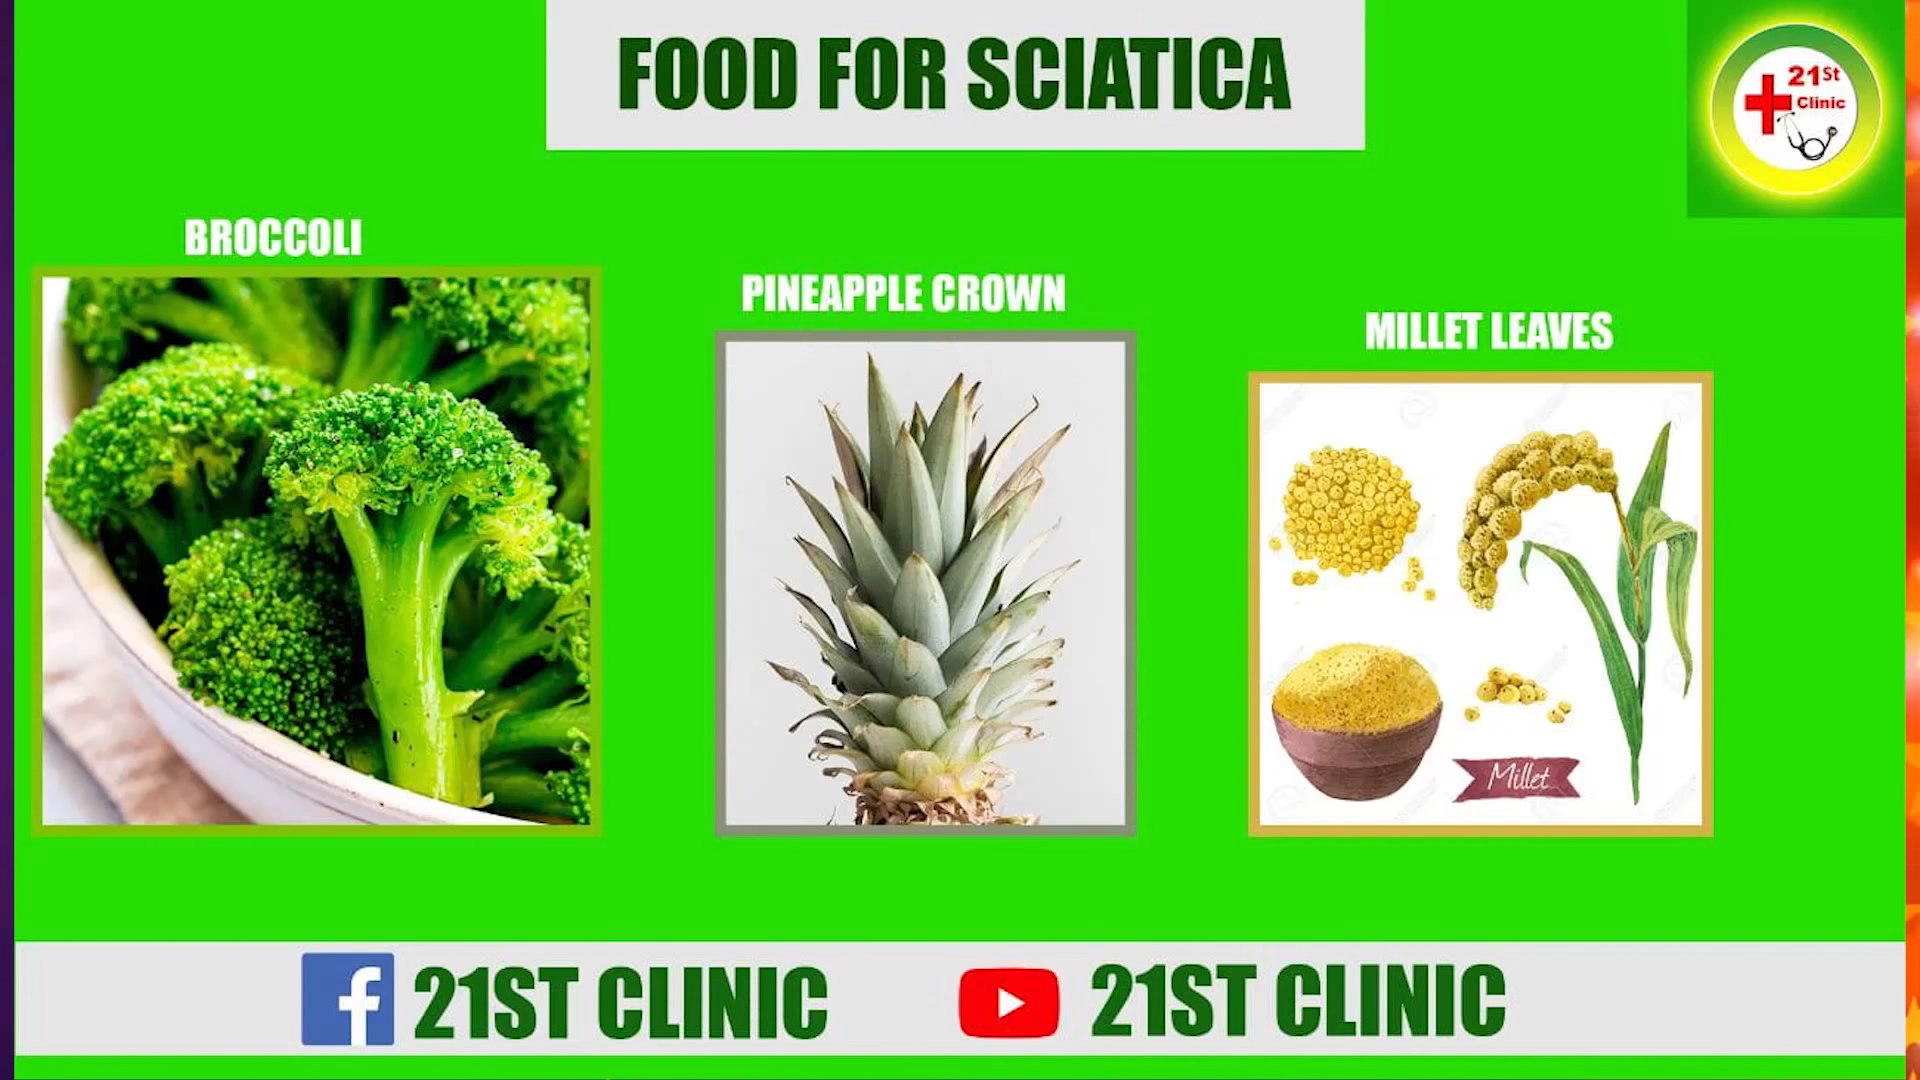 FOOD FOR SCIATICA
21St
Clinic
BROCCOLI
PINEAPPLE CROWN
MILLET LEAVES
Millet
21ST CLINIC
21ST CLINIC